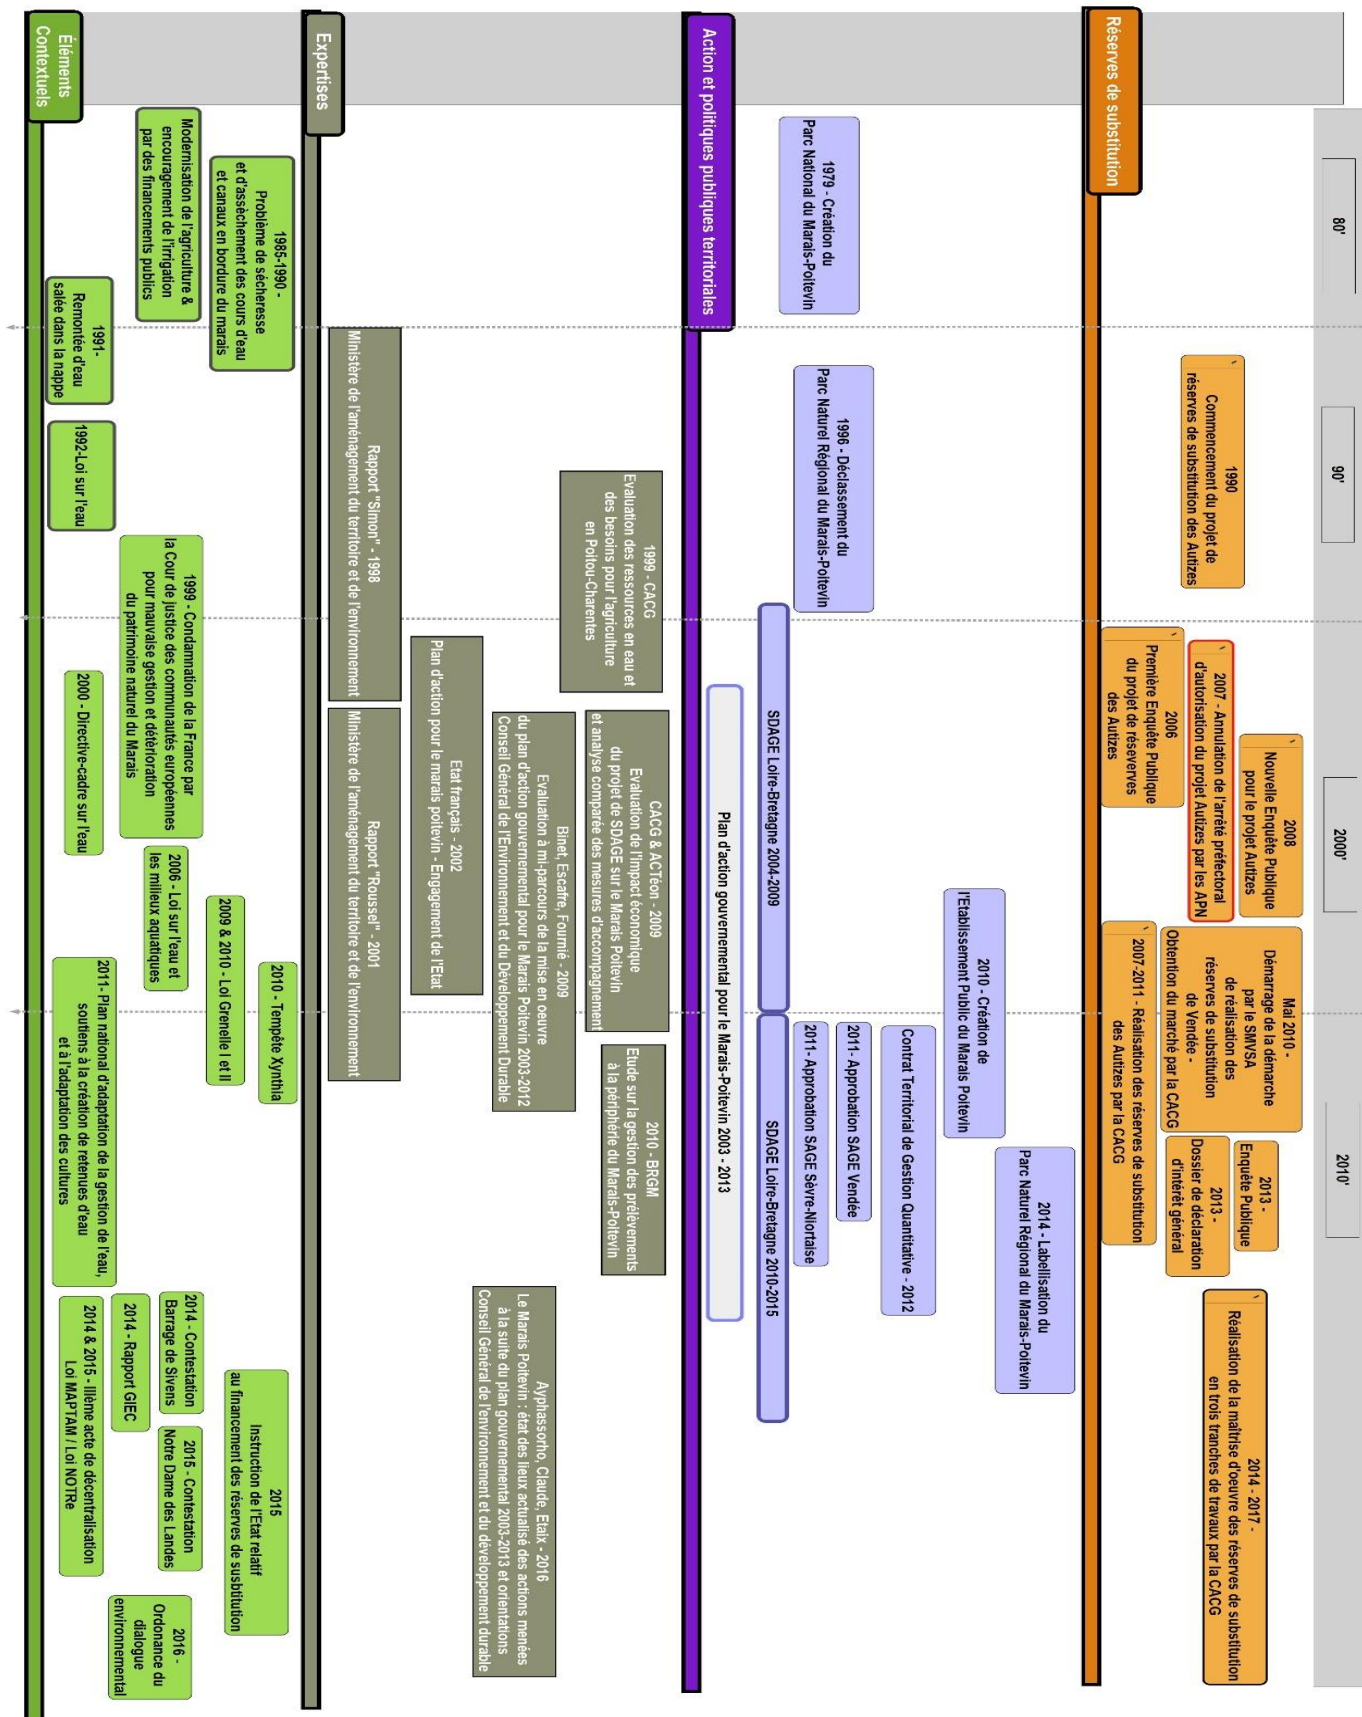 80'
90'
2000'
2010'
Réserves de substitution
1990
Commencement du projet de
réserves de substitution des Autizes
2008
Nouvelle Enquête Publique
pour le projet Autizes
2007 - Annulation de l'arrêté préfectoral
d'autorisation du projet Autizes par les APN
2006
Première Enquête Publique
du projet de réseverves
des Autizes
Mai 2010 -
Démarrage de la démarche
par le SMVSA
de réalisation des
réserves de substitution
de Vendée -
Obtention du marché par la CACG
2007-2011 - Réalisation des réserves de substitution
des Autizes par la CACG
2013 -
Enquête Publique
2013 -
Dossier de déclaration
d'intérêt général
2014 - 2017 -
Réalisation de la maîtrise d'oeuvre des réserves de substitution
en trois tranches de travaux par la CACG
Action et politiques publiques territoriales
1979 - Création du
Parc National du Marais-Poitevin
1996 - Déclassement du
Parc Naturel Régional du Marais-Poitevin
2014 - Labellisation du
Parc Naturel Régional du Marais-Poitevin
2010 - Création de
l'Etablissement Public du Marais Poitevin
Contrat Territorial de Gestion Quantitative - 2012
2011- Approbation SAGE Vendée
2011- Approbation SAGE Sèvre-Niortaise
SDAGE Loire-Bretagne 2004-2009
SDAGE Loire-Bretagne 2010-2015
Plan d'action gouvernemental pour le Marais-Poitevin 2003 - 2013
Expertises
1999 - CACG
Evaluation des ressources en eau et
des besoins pour l'agriculture
en Poitou-Charentes
CACG & ACTéon - 2009
Evaluation de l'impact économique
du projet de SDAGE sur le Marais Poitevin
et analyse comparée des mesures d'accompagnement
2010 - BRGM
Etude sur la gestion des prélèvements
à la périphérie du Marais-Poitevin
Binet, Escaffre, Fournié - 2009
Evaluation à mi-parcours de la mise en oeuvre
du plan d'action gouvernemental pour le Marais Poitevin 2003-2012
Conseil Général de l'Environnement et du Développement Durable
Ayphassorho, Claude, Etaix - 2016
Le Marais Poitevin : état des lieux actualisé des actions menées
à la suite du plan gouvernemental 2003-2013 et orientations
Conseil Général de l'environnement et du développement durable
Etat français - 2002
Plan d'action pour le marais poitevin - Engagement de l'Etat
Rapport "Simon" - 1998
Ministère de l'aménagement du territoire et de l'environnement
Rapport "Roussel" - 2001
Ministère de l'aménagement du territoire et de l'environnement
Éléments
Contextuels
1985-1990 -
Problème de sécheresse
et d'assèchement des cours d'eau
et canaux en bordure du marais
Modernisation de l'agriculture &
encouragement de l'irrigation
par des financements publics
1991-
Remontée d'eau
salée dans la nappe
1992-Loi sur l'eau
1999 - Condamnation de la France par
la Cour de justice des communautés européennes
pour mauvaise gestion et détérioration
du patrimoine naturel du Marais
2000 - Directive-cadre sur l'eau
2006 - Loi sur l'eau et
les milieux aquatiques
2009 & 2010 - Loi Grenelle I et II
2010 - Tempête Xynthia
2011- Plan national d'adaptation de la gestion de l'eau,
soutiens à la création de retenues d'eau
et à l'adaptation des cultures
2015
Instruction de l'Etat relatif
au financement des réserves de susbtitution
2014 - Contestation
Barrage de Sivens
2015 - Contestation
Notre Dame des Landes
2014 - Rapport GIEC
2014 & 2015 - IIIème acte de décentralisation
Loi MAPTAM / Loi NOTRe
2016 -
Ordonance du
dialogue
environnemental